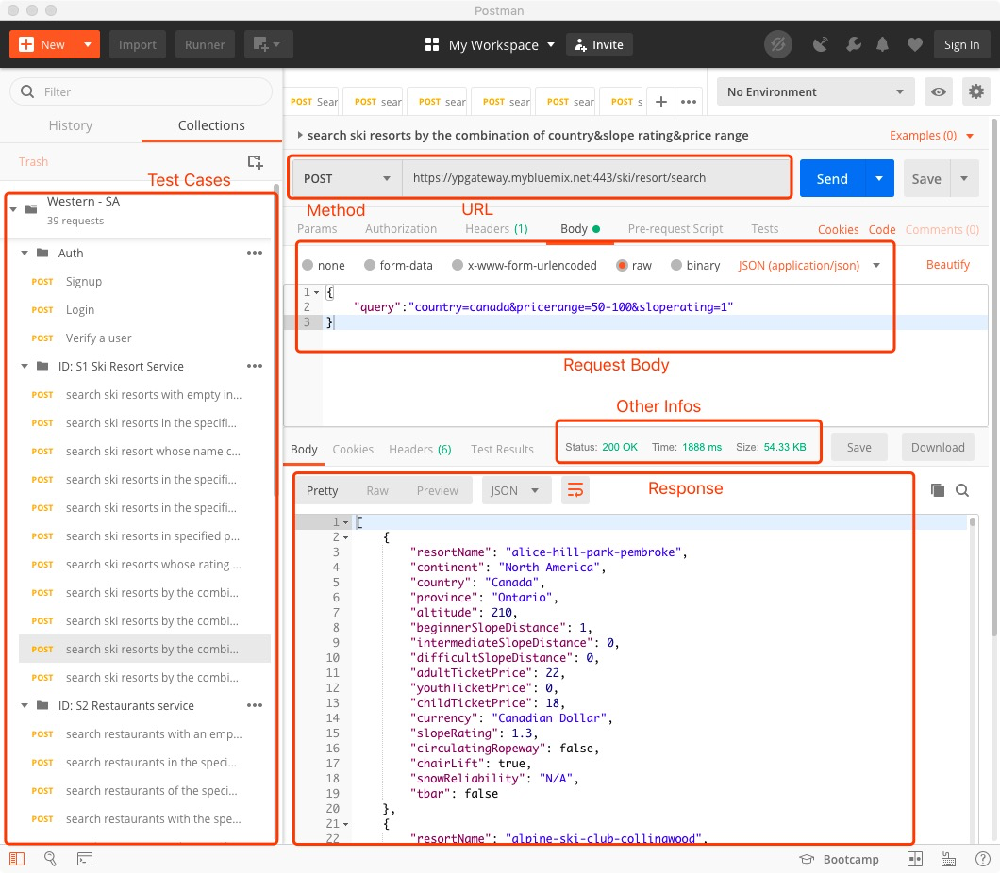 Postman
New
Import
Runner
My Workspace
Invite
Sign In
Filter
History
Collections
Trash
Test Cases
Western - SA
39 requests
Auth
POST Signup
POST Login
POST Verify a user
ID: S1 Ski Resort Service
POST search ski resorts with empty in...
POST search ski resorts in the specifi...
POST search ski resort whose name c...
POST search ski resorts in the specifi...
POST search ski resorts in the specifi...
POST search ski resorts in specified p...
POST search ski resorts whose rating ...
POST search ski resorts by the combi...
POST search ski resorts by the combi...
POST search ski resorts by the combi...
POST search ski resorts by the combi...
ID: S2 Restaurants service
POST search restaurants with an emp...
POST search restaurants in the speci...
POST search restaurants of the speci...
POST search restaurants with the spe...
POST Sear POST sear POST sear POST sear POST sear POST s
No Environment
search ski resorts by the combination of country&slope rating&price range
Examples (0)
POST
https://ypgateway.mybluemix.net:443/ski/resort/search
Send
Save
Method
URL
Params Authorization Headers (1) Body Pre-request Script Tests
Cookies Code Comments (0)
none form-data x-www-form-urlencoded raw binary JSON (application/json)
Beautify
1 {
2 "query":"country=canada&pricerange=50-100&sloperating=1"
3 }
Request Body
Other Infos
Body Cookies Headers (6) Test Results
Status: 200 OK Time: 1888 ms Size: 54.33 KB
Save
Download
Pretty Raw Preview JSON
Response
1 [
2 {
3 "resortName": "alice-hill-park-pembroke",
4 "continent": "North America",
5 "country": "Canada",
6 "province": "Ontario",
7 "altitude": 210,
8 "beginnerSlopeDistance": 1,
9 "intermediateSlopeDistance": 0,
10 "difficultSlopeDistance": 0,
11 "adultTicketPrice": 22,
12 "youthTicketPrice": 0,
13 "childTicketPrice": 18,
14 "currency": "Canadian Dollar",
15 "slopeRating": 1.3,
16 "circulatingRopeway": false,
17 "chairLift": true,
18 "snowReliability": "N/A",
19 "tbar": false
20 },
21 {
22 "resortName": "alpine-ski-club-collingwood",
Bootcamp